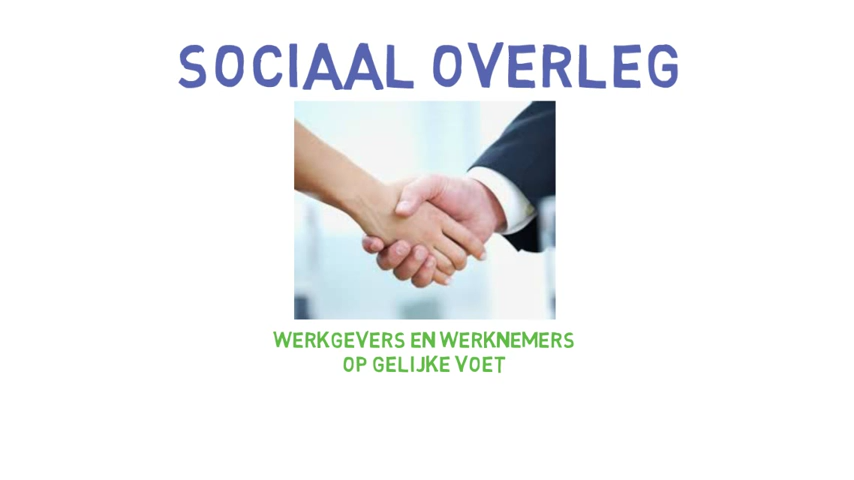 SOCIAAL OVERLEG
WERKGEVERS EN WERKNEMERS
OP GELIJKE VOET